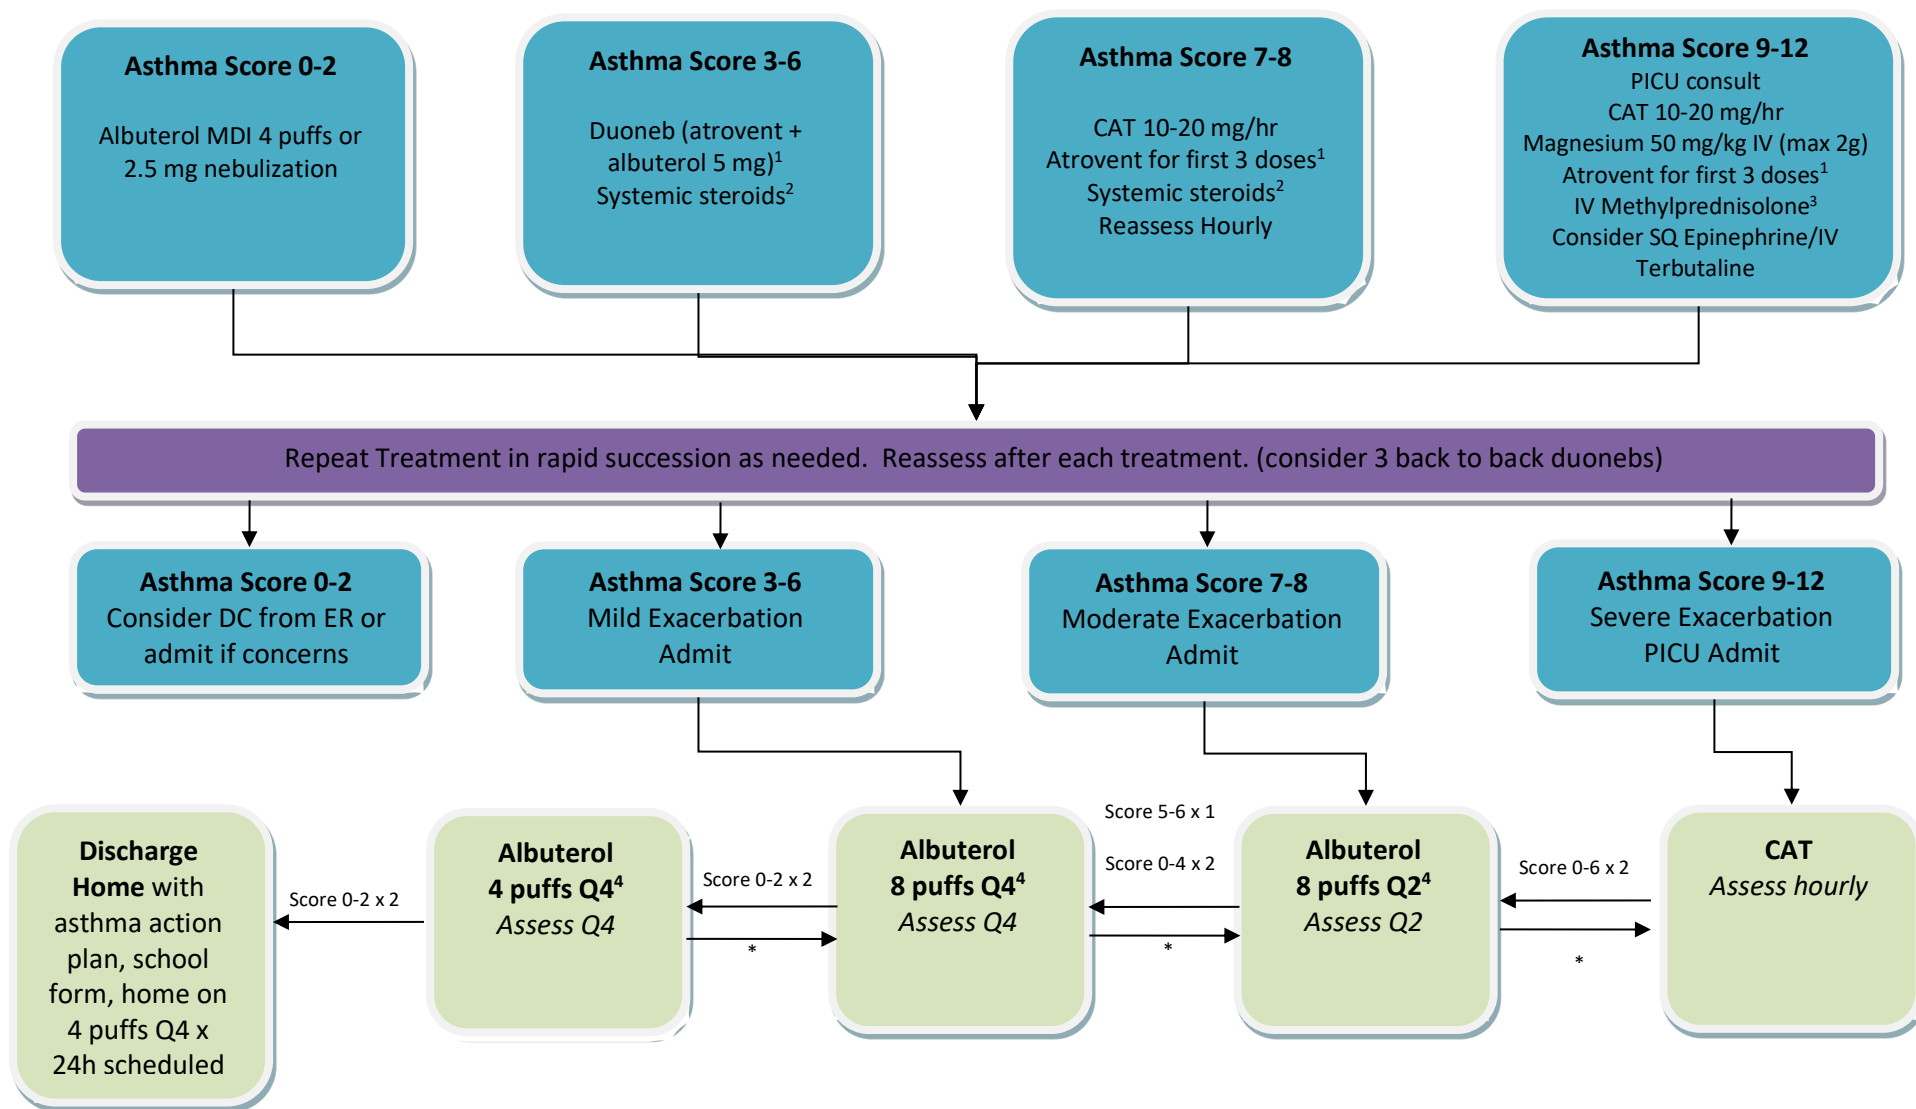 Asthma Score 0-2
Albuterol MDI 4 puffs or
2.5 mg nebulization
Asthma Score 3-6
Duoneb (atrovent +
albuterol 5 mg)¹
Systemic steroids²
Asthma Score 7-8
CAT 10-20 mg/hr
Atrovent for first 3 doses¹
Systemic steroids²
Reassess Hourly
Asthma Score 9-12
PICU consult
CAT 10-20 mg/hr
Magnesium 50 mg/kg IV (max 2g)
Atrovent for first 3 doses¹
IV Methylprednisolone³
Consider SQ Epinephrine/IV
Terbutaline
Repeat Treatment in rapid succession as needed.  Reassess after each treatment. (consider 3 back to back duonebs)
Asthma Score 0-2
Consider DC from ER or
admit if concerns
Asthma Score 3-6
Mild Exacerbation
Admit
Asthma Score 7-8
Moderate Exacerbation
Admit
Asthma Score 9-12
Severe Exacerbation
PICU Admit
Discharge
Home with
asthma action
plan, school
form, home on
4 puffs Q4 x
24h scheduled
Score 0-2 x 2
Albuterol
4 puffs Q4⁴
Assess Q4
Score 0-2 x 2
*
Albuterol
8 puffs Q4⁴
Assess Q4
Score 5-6 x 1
Score 0-4 x 2
*
Albuterol
8 puffs Q2⁴
Assess Q2
Score 0-6 x 2
*
CAT
Assess hourly